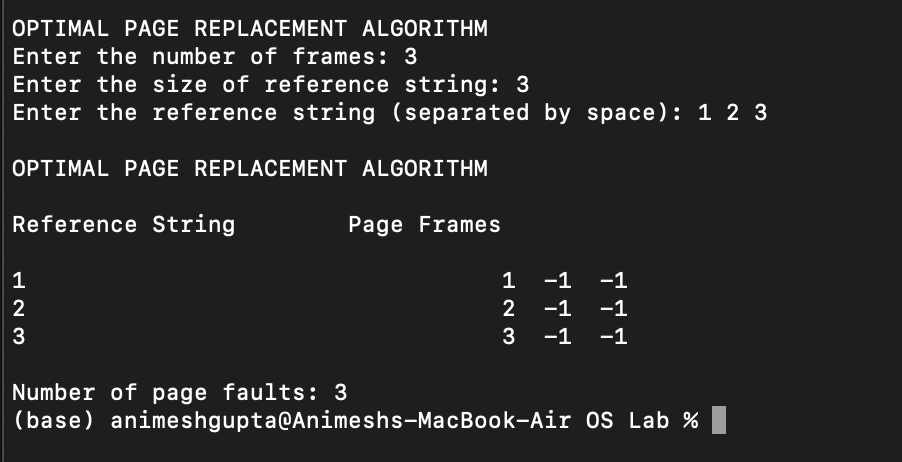 OPTIMAL PAGE REPLACEMENT ALGORITHM
Enter the number of frames: 3
Enter the size of reference string: 3
Enter the reference string (separated by space): 1 2 3
OPTIMAL PAGE REPLACEMENT ALGORITHM
Reference String        Page Frames
1                                  1  -1  -1
2                                  2  -1  -1
3                                  3  -1  -1
Number of page faults: 3
(base) animeshgupta@Animeshs-MacBook-Air OS Lab %